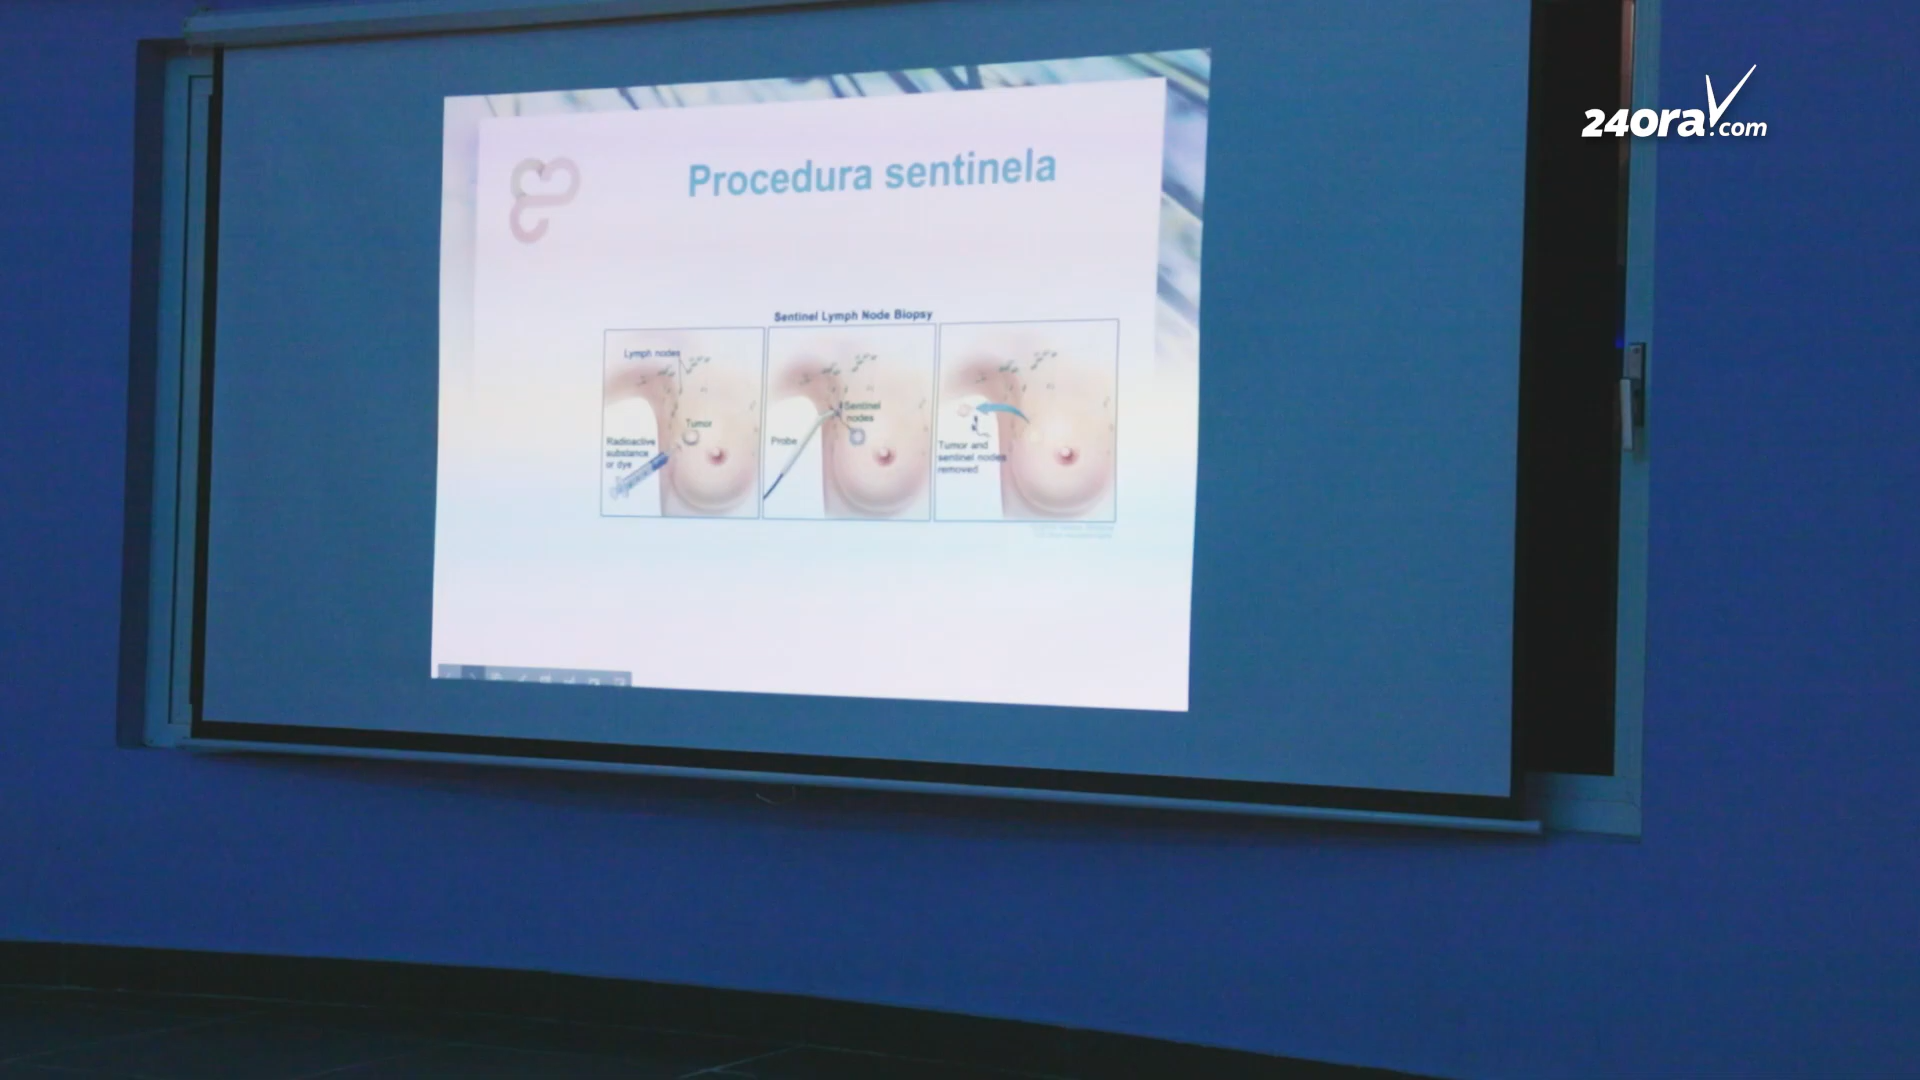 24ora.com
Procedura sentinela
Sentinel Lymph Node Biopsy
Lymph nodes
Tumor
Radioactive
substance
or dye
Sentinel
nodes
Probe
Tumor and
sentinel nodes
removed